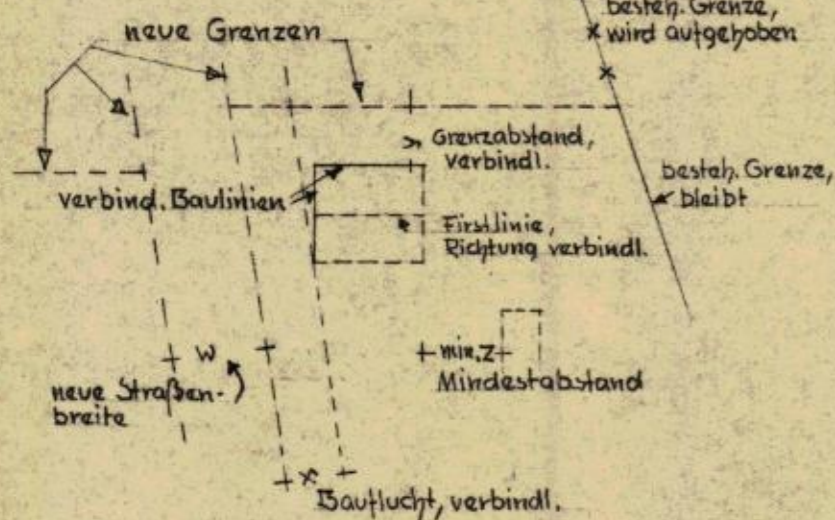 besteh. Grenze,
wird aufgehoben
neue Grenzen
Grenzabstand,
verbindl.
besteh. Grenze,
bleibt
verbind. Baulinien
Firstlinie,
Richtung verbindl.
W
min. Z
Mindestabstand
neue Straßen-
breite
x
Bauflucht, verbindl.